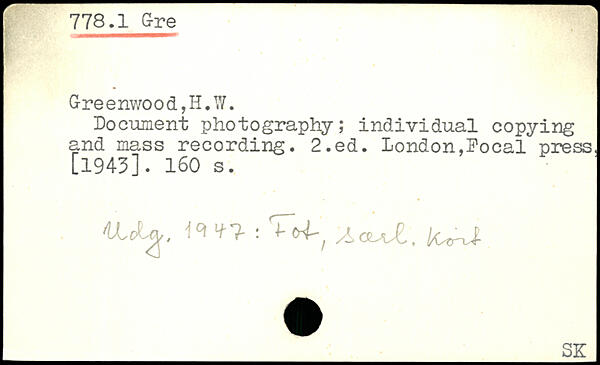 778.1 Gre
Greenwood,H.W.
Document photography; individual copying
and mass recording. 2.ed. London,Focal press,
[1943]. 160 s.
Udg. 1947: Fot, særl. Kort
SK